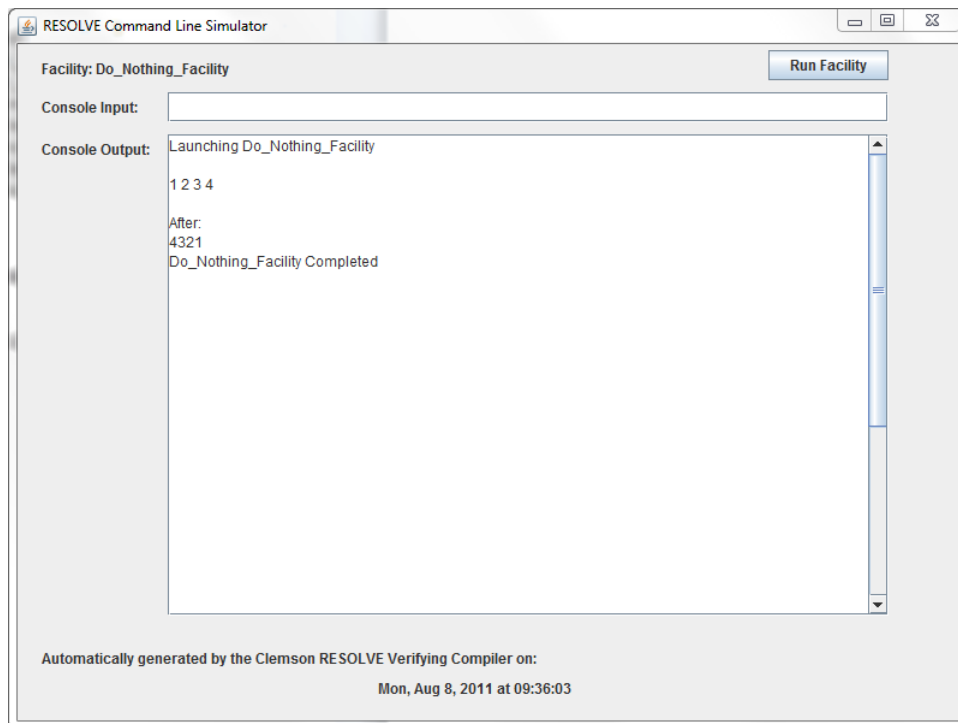 RESOLVE Command Line Simulator
Facility: Do_Nothing_Facility
Run Facility
Console Input:
Console Output:
Launching Do_Nothing_Facility
1 2 3 4
After:
4321
Do_Nothing_Facility Completed
Automatically generated by the Clemson RESOLVE Verifying Compiler on:
Mon, Aug 8, 2011 at 09:36:03